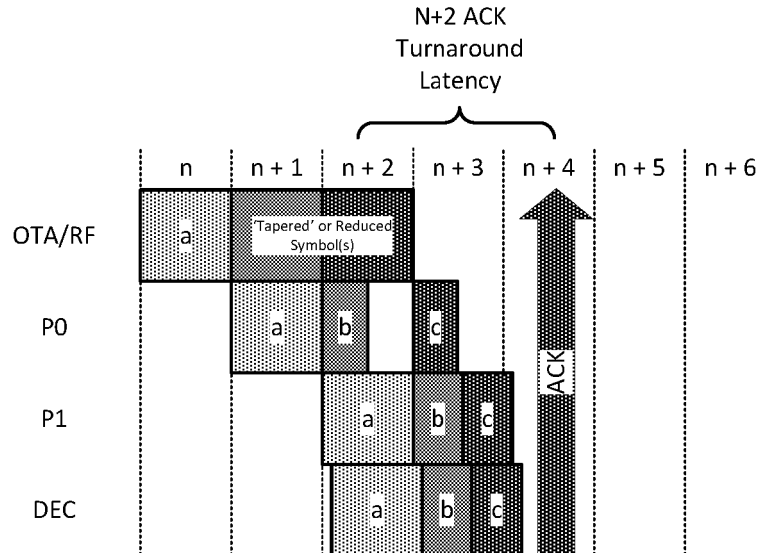 N+2 ACK
Turnaround
Latency
n
n + 1
n + 2
n + 3
n + 4
n + 5
n + 6
OTA/RF
a
‘Tapered’ or Reduced
Symbol(s)
P0
a
b
c
P1
a
b
c
ACK
DEC
a
b
c